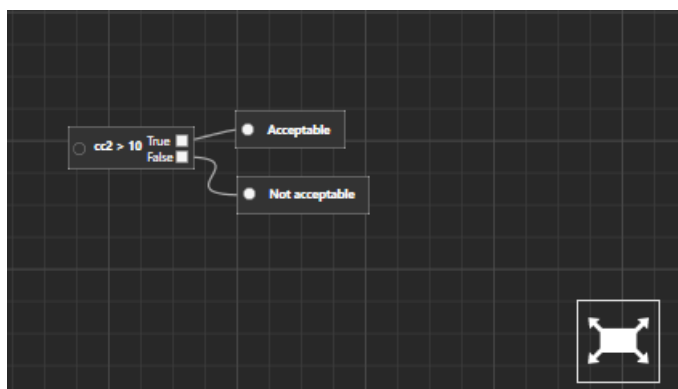 cc2 > 10
True
False
Acceptable
Not acceptable